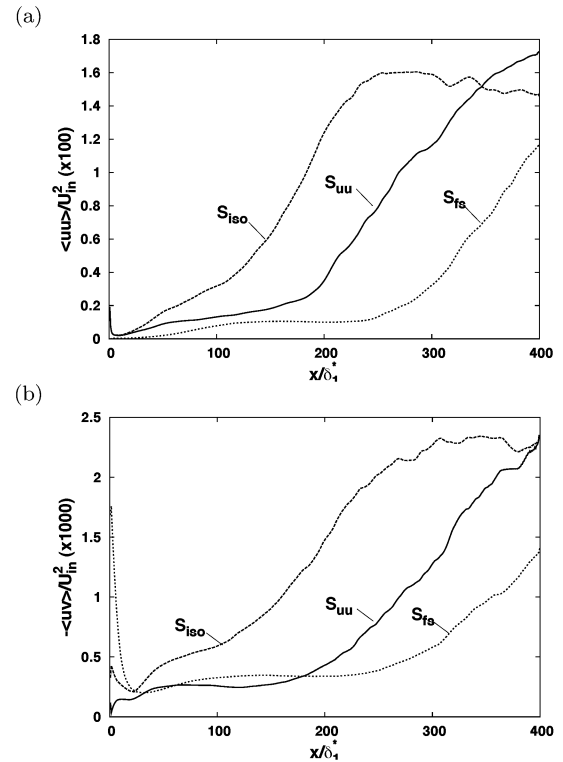 (a)
<uu>/U²in (x100)
1.8
1.6
1.4
1.2
1
0.8
0.6
0.4
0.2
0
Siso
Suu
Sfs
0 100 200 300 400
x/δ*1
(b)
-<uv>/U²in (x1000)
2.5
2
1.5
1
0.5
0
Siso
Suu
Sfs
0 100 200 300 400
x/δ*1